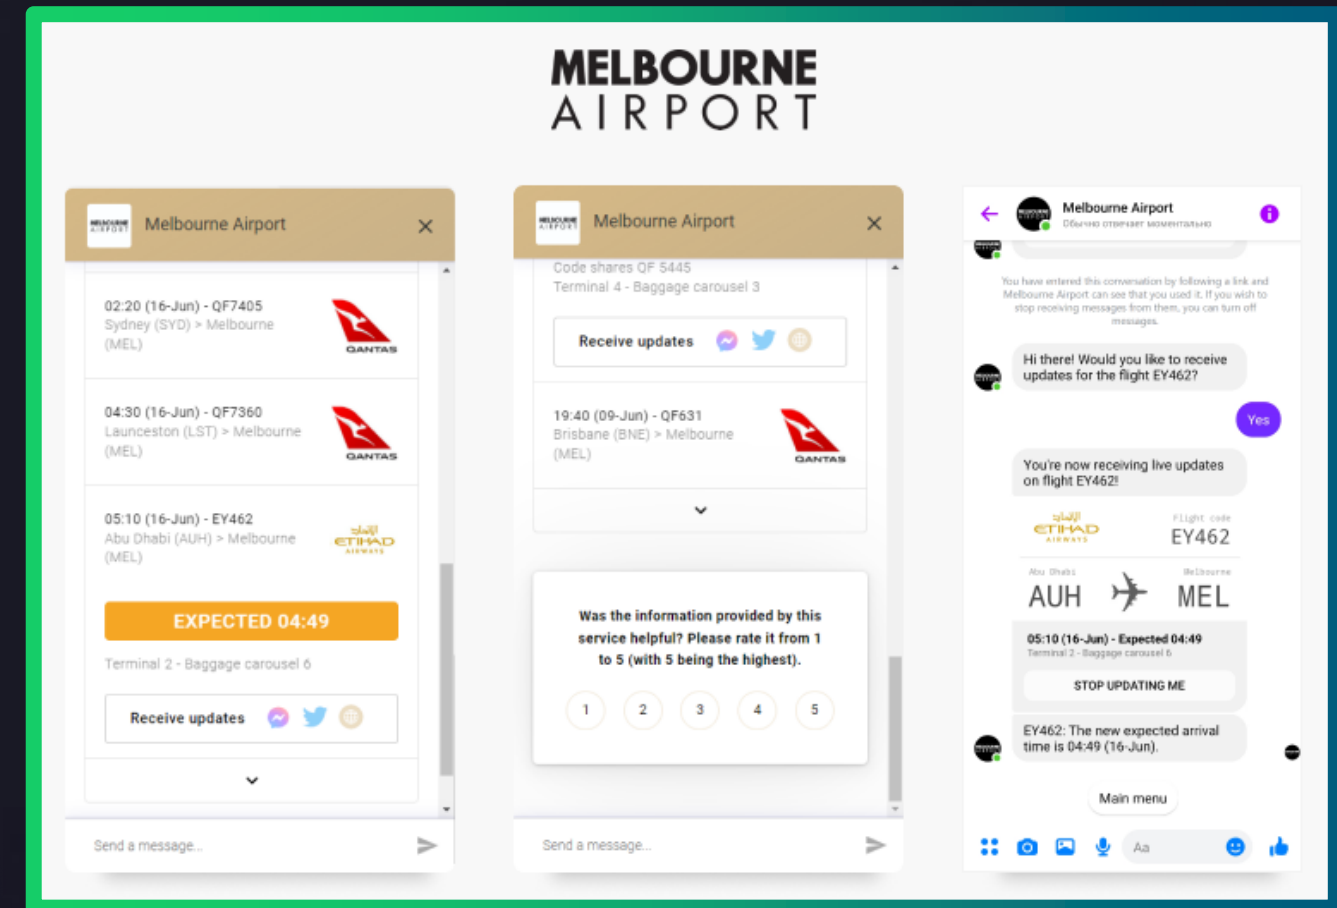 MELBOURNE
AIRPORT
MELBOURNE
AIRPORT
Melbourne Airport
02:20 (16-Jun) - QF7405
Sydney (SYD) > Melbourne
(MEL)
QANTAS
04:30 (16-Jun) - QF7360
Launceston (LST) > Melbourne
(MEL)
QANTAS
05:10 (16-Jun) - EY462
Abu Dhabi (AUH) > Melbourne
(MEL)
الإتحاد
ETIHAD
AIRWAYS
EXPECTED 04:49
Terminal 2 - Baggage carousel 6
Receive updates
Send a message...
MELBOURNE
AIRPORT
Melbourne Airport
Code shares QF 5445
Terminal 4 - Baggage carousel 3
Receive updates
19:40 (09-Jun) - QF631
Brisbane (BNE) > Melbourne
(MEL)
QANTAS
Was the information provided by this
service helpful? Please rate it from 1
to 5 (with 5 being the highest).
1 2 3 4 5
Send a message...
Melbourne Airport
Обычно отвечает моментально
You have entered this conversation by following a link and
Melbourne Airport can see that you used it. If you wish to
stop receiving messages from them, you can turn off
messages.
Hi there! Would you like to receive
updates for the flight EY462?
Yes
You're now receiving live updates
on flight EY462!
الإتحاد
ETIHAD
AIRWAYS
Flight code
EY462
Abu Dhabi
AUH
Melbourne
MEL
05:10 (16-Jun) - Expected 04:49
Terminal 2 - Baggage carousel 6
STOP UPDATING ME
EY462: The new expected arrival
time is 04:49 (16-Jun).
Main menu
Aa